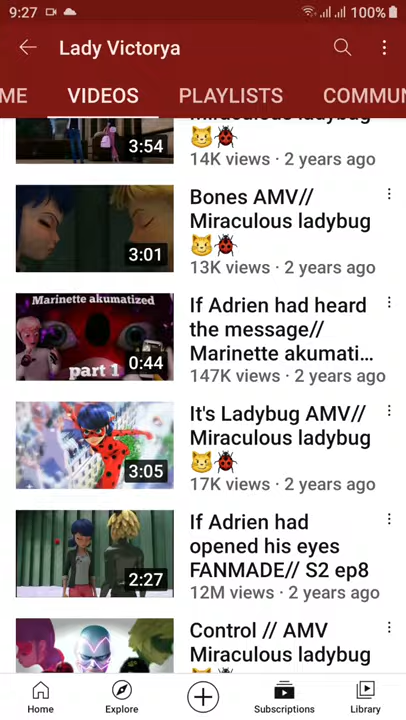 9:27
100%
Lady Victorya
ME VIDEOS PLAYLISTS COMMUN
Miraculous ladybug
🐱🐞
3:54
14K views · 2 years ago
Bones AMV//
Miraculous ladybug
🐱🐞
3:01
13K views · 2 years ago
Marinette akumatized
part 1
0:44
If Adrien had heard
the message//
Marinette akumati...
147K views · 2 years ago
It's Ladybug AMV//
Miraculous ladybug
🐱🐞
3:05
17K views · 2 years ago
If Adrien had
opened his eyes
FANMADE// S2 ep8
2:27
12M views · 2 years ago
Control // AMV
Miraculous ladybug
🐱🐞
Home Explore Subscriptions Library